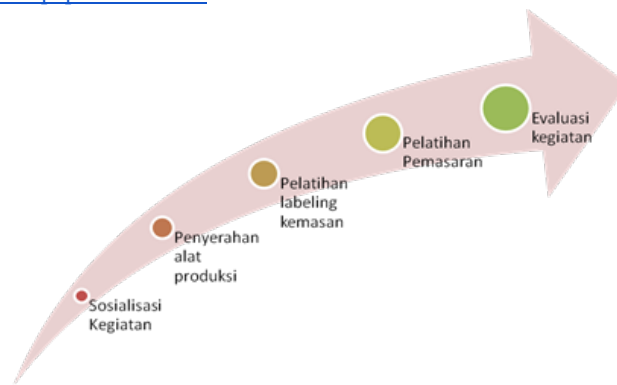 Sosialisasi
Kegiatan
Penyerahan
alat
produksi
Pelatihan
labeling
kemasan
Pelatihan
Pemasaran
Evaluasi
kegiatan